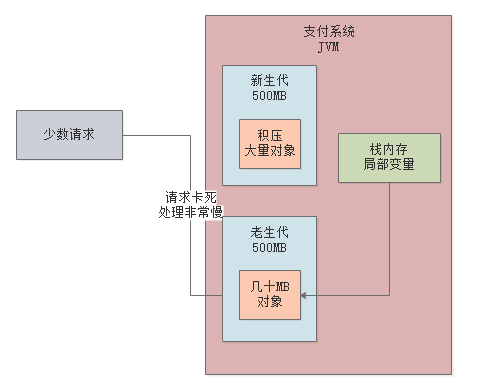 支付系统
JVM
新生代
500MB
积压
大量对象
少数请求
栈内存
局部变量
请求卡死
处理非常慢
老生代
500MB
几十MB
对象